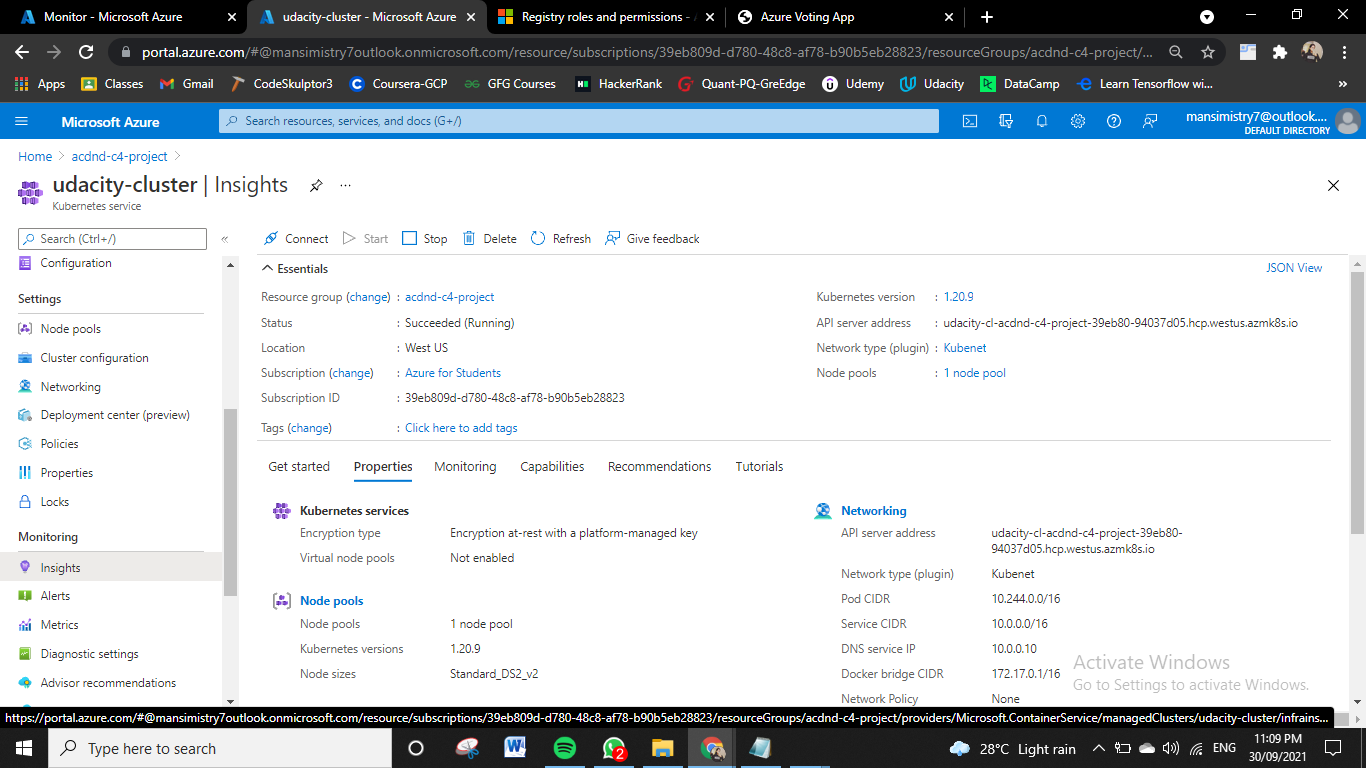 Monitor - Microsoft Azure
udacity-cluster - Microsoft Azure
Registry roles and permissions -
Azure Voting App
portal.azure.com/#@mansimistry7outlook.onmicrosoft.com/resource/subscriptions/39eb809d-d780-48c8-af78-b90b5eb28823/resourceGroups/acdnd-c4-project/...
Apps
Classes
Gmail
CodeSkulptor3
Coursera-GCP
GFG Courses
HackerRank
Quant-PQ-GreEdge
Udemy
Udacity
DataCamp
Learn Tensorflow wi...
»
Microsoft Azure
Search resources, services, and docs (G+/)
mansimistry7@outlook....
DEFAULT DIRECTORY
Home > acdnd-c4-project >
udacity-cluster | Insights
...
Kubernetes service
Search (Ctrl+/)
«
Connect
Start
Stop
Delete
Refresh
Give feedback
Configuration
Settings
Node pools
Cluster configuration
Networking
Deployment center (preview)
Policies
Properties
Locks
Monitoring
Insights
Alerts
Metrics
Diagnostic settings
Advisor recommendations
Essentials
JSON View
Resource group (change) : acdnd-c4-project
Status : Succeeded (Running)
Location : West US
Subscription (change) : Azure for Students
Subscription ID : 39eb809d-d780-48c8-af78-b90b5eb28823
Tags (change) : Click here to add tags
Kubernetes version : 1.20.9
API server address : udacity-cl-acdnd-c4-project-39eb80-94037d05.hcp.westus.azmk8s.io
Network type (plugin) : Kubenet
Node pools : 1 node pool
Get started
Properties
Monitoring
Capabilities
Recommendations
Tutorials
Kubernetes services
Encryption type Encryption at-rest with a platform-managed key
Virtual node pools Not enabled
Node pools
Node pools 1 node pool
Kubernetes versions 1.20.9
Node sizes Standard_DS2_v2
Networking
API server address udacity-cl-acdnd-c4-project-39eb80-
94037d05.hcp.westus.azmk8s.io
Network type (plugin) Kubenet
Pod CIDR 10.244.0.0/16
Service CIDR 10.0.0.0/16
DNS service IP 10.0.0.10
Docker bridge CIDR 172.17.0.1/16
Network Policy None
Activate Windows
Go to Settings to activate Windows.
https://portal.azure.com/#@mansimistry7outlook.onmicrosoft.com/resource/subscriptions/39eb809d-d780-48c8-af78-b90b5eb28823/resourceGroups/acdnd-c4-project/providers/Microsoft.ContainerService/managedClusters/udacity-cluster/infrains...
Type here to search
2
28°C Light rain
ENG
11:09 PM
30/09/2021